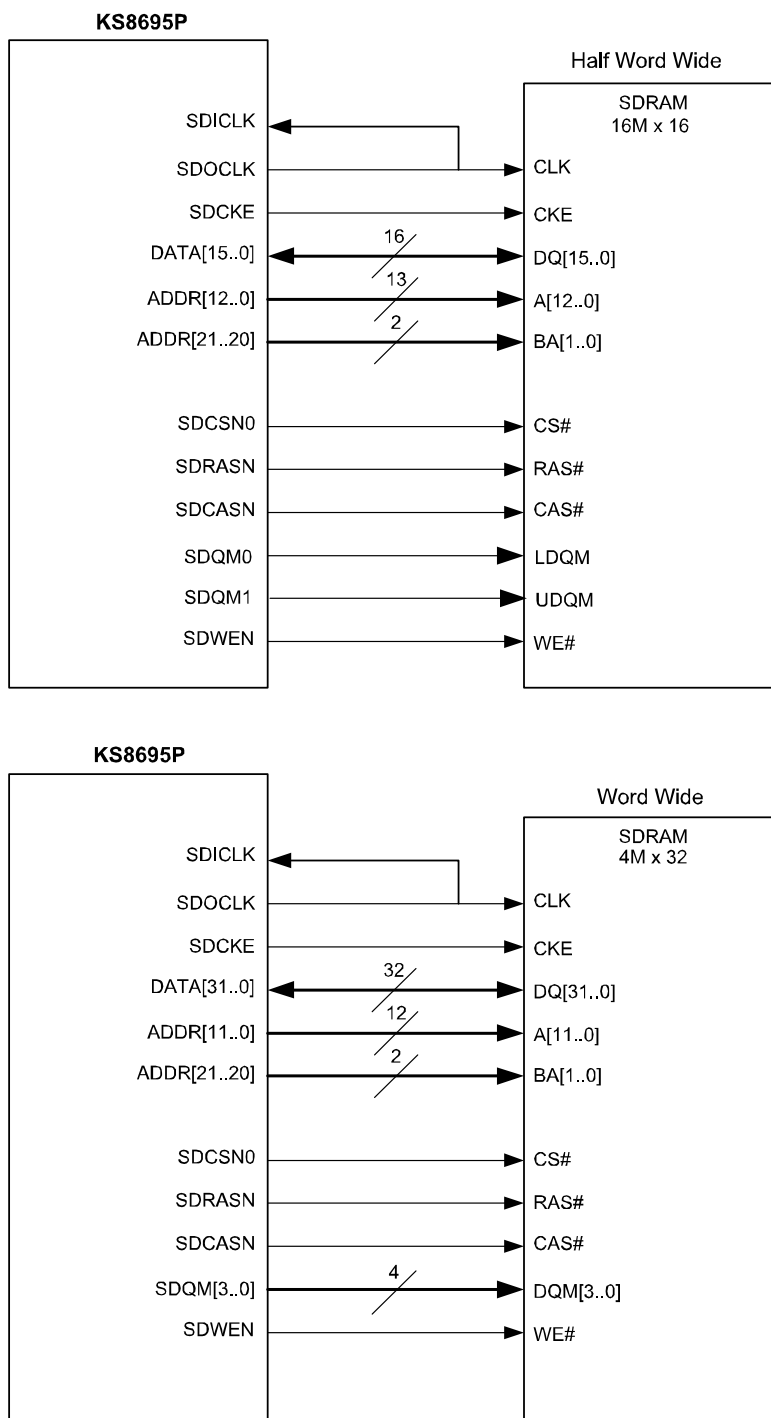 KS8695P
Half Word Wide
SDRAM
16M x 16
SDICLK
SDOCLK
CLK
SDCKE
CKE
16
DATA[15..0]
DQ[15..0]
13
ADDR[12..0]
A[12..0]
2
ADDR[21..20]
BA[1..0]
SDCSN0
CS#
SDRASN
RAS#
SDCASN
CAS#
SDQM0
LDQM
SDQM1
UDQM
SDWEN
WE#
KS8695P
Word Wide
SDRAM
4M x 32
SDICLK
SDOCLK
CLK
SDCKE
CKE
32
DATA[31..0]
DQ[31..0]
12
ADDR[11..0]
A[11..0]
2
ADDR[21..20]
BA[1..0]
SDCSN0
CS#
SDRASN
RAS#
SDCASN
CAS#
4
SDQM[3..0]
DQM[3..0]
SDWEN
WE#